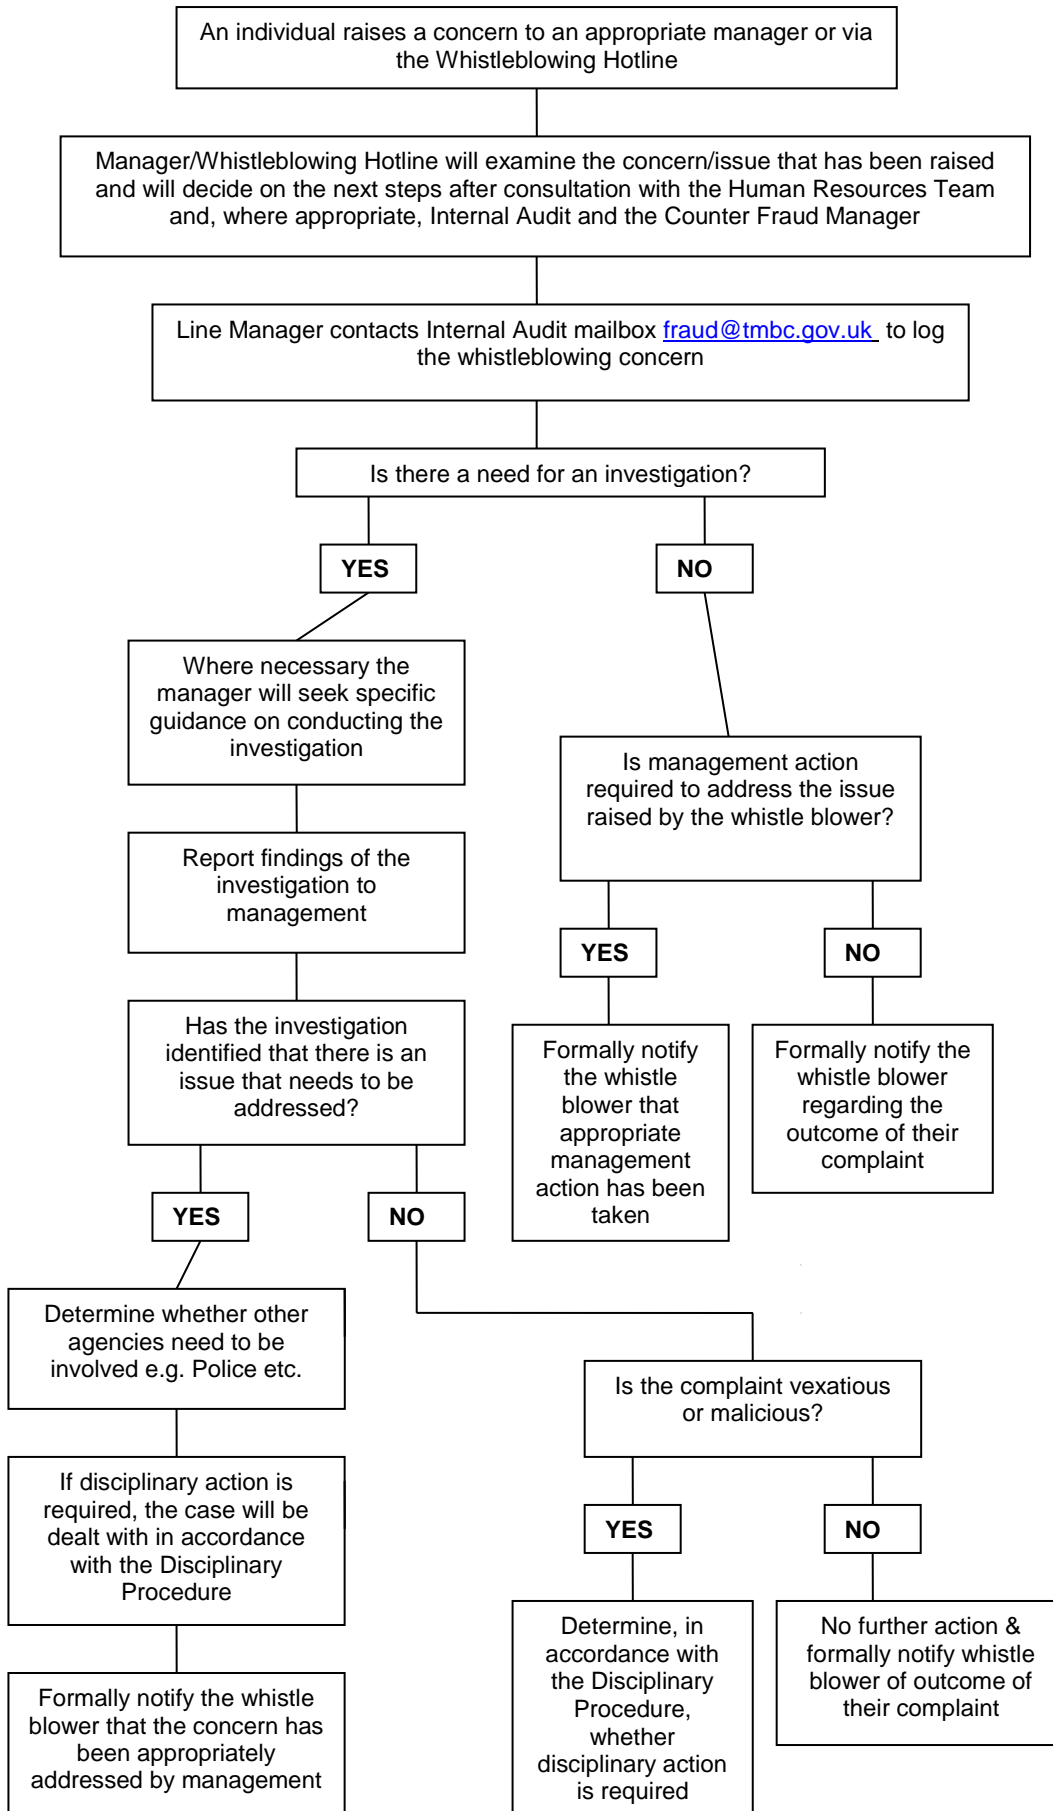 An individual raises a concern to an appropriate manager or via
the Whistleblowing Hotline
Manager/Whistleblowing Hotline will examine the concern/issue that has been raised
and will decide on the next steps after consultation with the Human Resources Team
and, where appropriate, Internal Audit and the Counter Fraud Manager
Line Manager contacts Internal Audit mailbox fraud@tmbc.gov.uk to log
the whistleblowing concern
Is there a need for an investigation?
YES
NO
Where necessary the
manager will seek specific
guidance on conducting the
investigation
Is management action
required to address the issue
raised by the whistle blower?
Report findings of the
investigation to
management
YES
NO
Has the investigation
identified that there is an
issue that needs to be
addressed?
Formally notify
the whistle
blower that
appropriate
management
action has been
taken
Formally notify the
whistle blower
regarding the
outcome of their
complaint
YES
NO
Determine whether other
agencies need to be
involved e.g. Police etc.
Is the complaint vexatious
or malicious?
If disciplinary action is
required, the case will be
dealt with in accordance
with the Disciplinary
Procedure
YES
NO
Formally notify the whistle
blower that the concern has
been appropriately
addressed by management
Determine, in
accordance with
the Disciplinary
Procedure,
whether
disciplinary action
is required
No further action &
formally notify whistle
blower of outcome of
their complaint